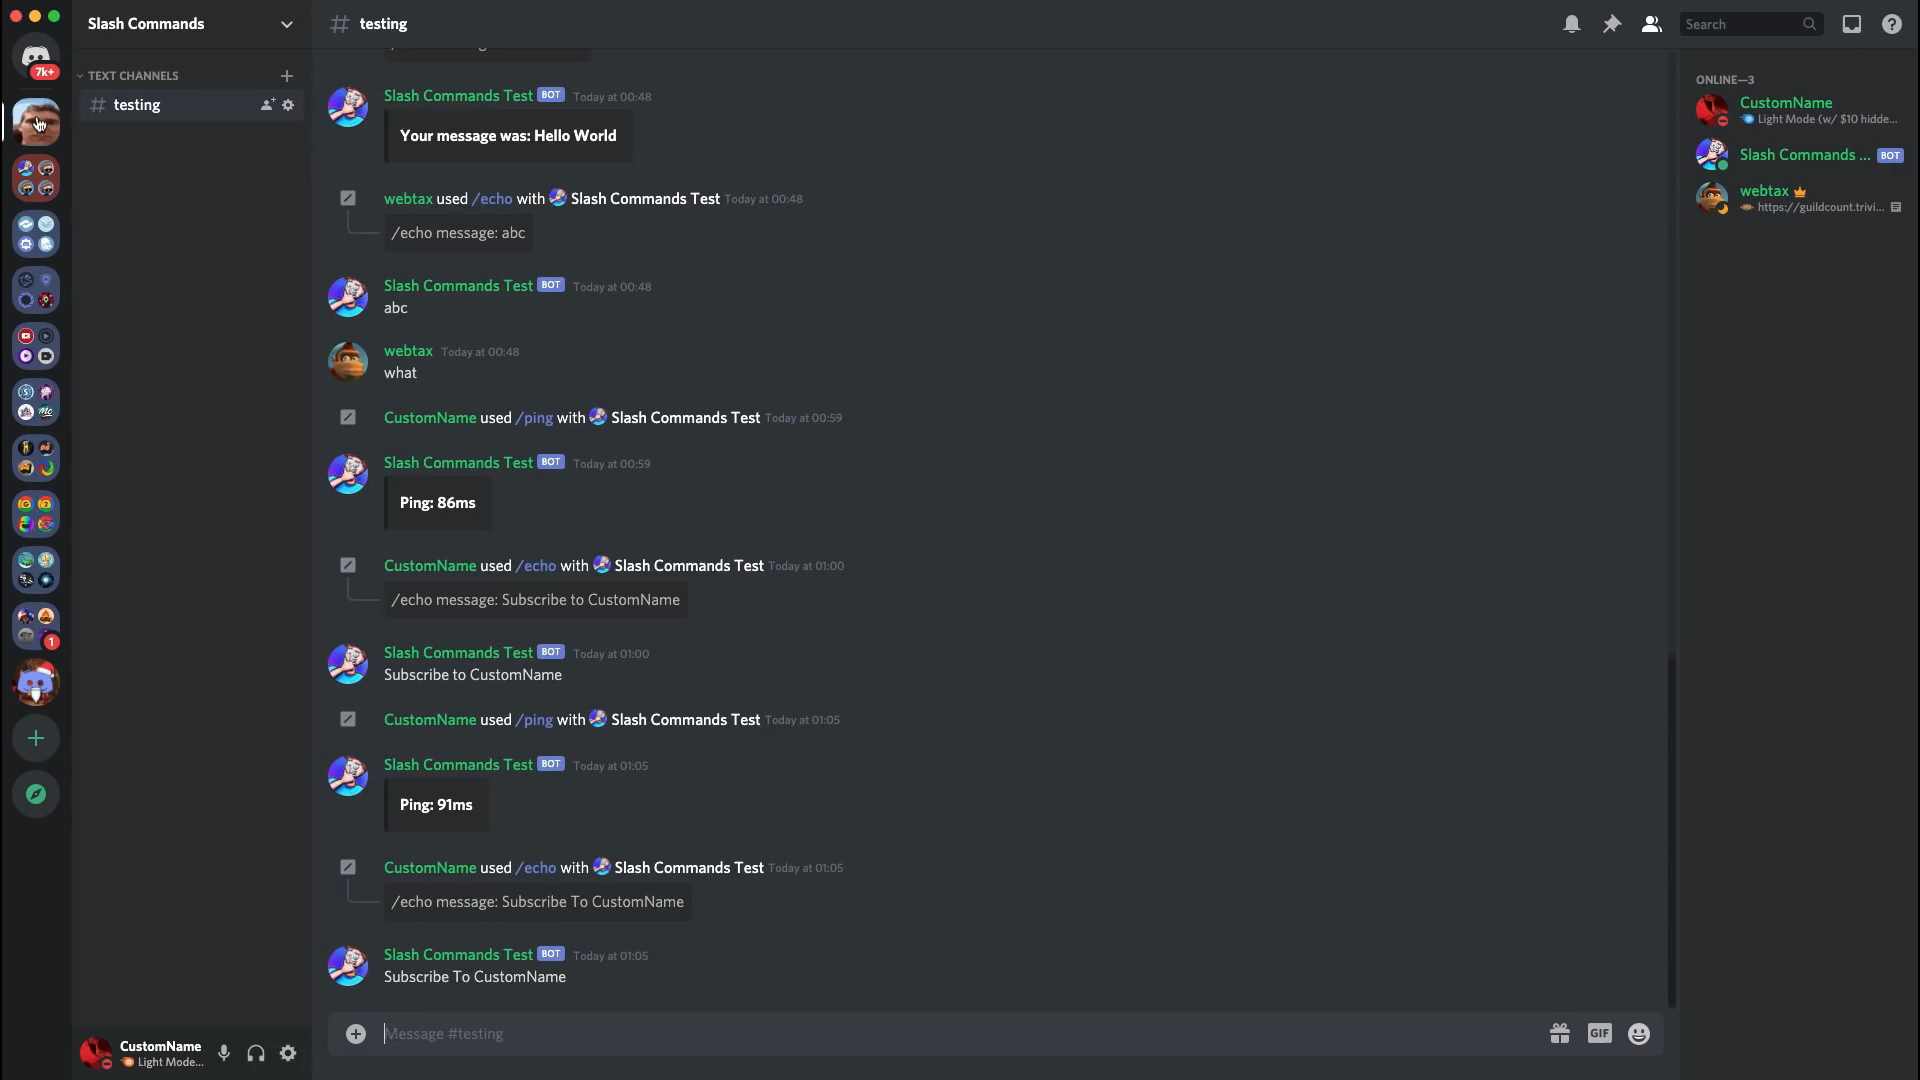 Slash Commands
7k+
TEXT CHANNELS
testing
1
CustomName
Light Mode...
testing
Search
Slash Commands Test BOT Today at 00:48
Your message was: Hello World
webtax used /echo with Slash Commands Test Today at 00:48
/echo message: abc
Slash Commands Test BOT Today at 00:48
abc
webtax Today at 00:48
what
CustomName used /ping with Slash Commands Test Today at 00:59
Slash Commands Test BOT Today at 00:59
Ping: 86ms
CustomName used /echo with Slash Commands Test Today at 01:00
/echo message: Subscribe to CustomName
Slash Commands Test BOT Today at 01:00
Subscribe to CustomName
CustomName used /ping with Slash Commands Test Today at 01:05
Slash Commands Test BOT Today at 01:05
Ping: 91ms
CustomName used /echo with Slash Commands Test Today at 01:05
/echo message: Subscribe To CustomName
Slash Commands Test BOT Today at 01:05
Subscribe To CustomName
Message #testing
GIF
ONLINE—3
CustomName
Light Mode (w/ $10 hidde...
Slash Commands ... BOT
webtax
https://guildcount.trivi...